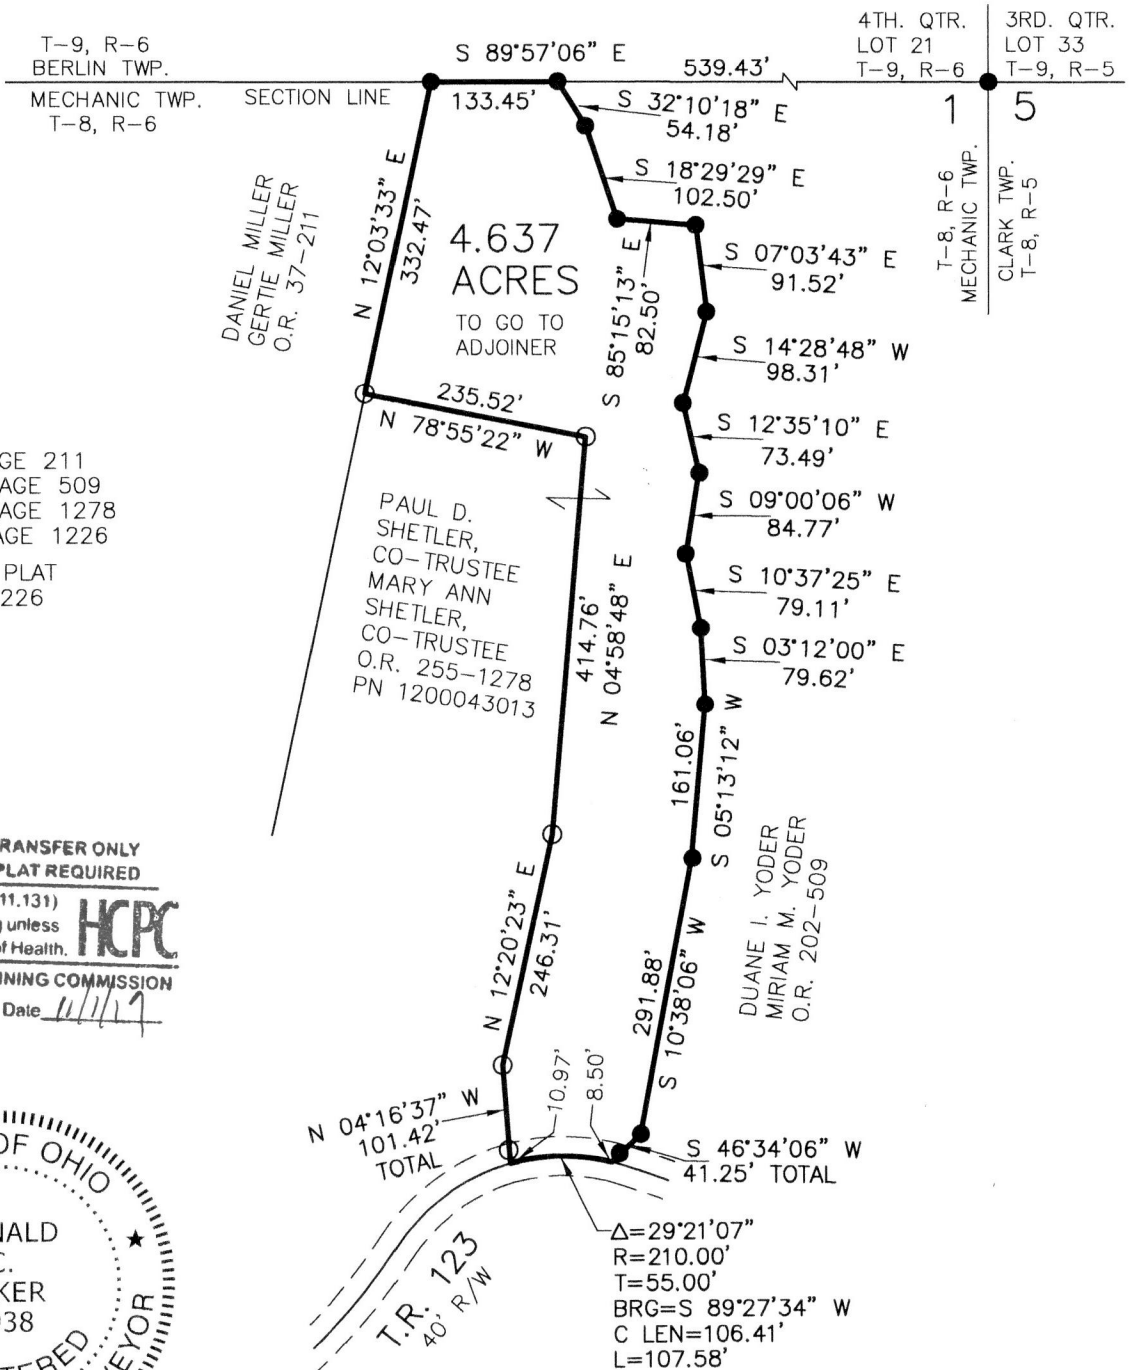 T-9, R-6
BERLIN TWP.
MECHANIC TWP.
T-8, R-6
SECTION LINE
S 89°57'06" E
133.45'
539.43'
4TH. QTR.
LOT 21
T-9, R-6
3RD. QTR.
LOT 33
T-9, R-5
1
5
T-8, R-6
MECHANIC TWP.
CLARK TWP.
T-8, R-5
S 32°10'18" E
54.18'
S 18°29'29" E
102.50'
N 12°03'33" E
332.47'
DANIEL MILLER
GERTIE MILLER
O.R. 37-211
4.637
ACRES
TO GO TO
ADJOINER
S 85°15'13" E
82.50'
S 07°03'43" E
91.52'
S 14°28'48" W
98.31'
235.52'
N 78°55'22" W
S 12°35'10" E
73.49'
S 09°00'06" W
84.77'
GE 211
AGE 509
AGE 1278
AGE 1226
PLAT
226
PAUL D.
SHETLER,
CO-TRUSTEE
MARY ANN
SHETLER,
CO-TRUSTEE
O.R. 255-1278
PN 1200043013
414.76'
N 04°58'48" E
S 10°37'25" E
79.11'
S 03°12'00" E
79.62'
161.06'
S 05°13'12" W
DUANE I. YODER
MIRIAM M. YODER
O.R. 202-509
RANSFER ONLY
PLAT REQUIRED
11.131)
unless
of Health.
HCPC
NING COMMISSION
Date 11/1/17
N 12°20'23" E
246.31'
291.88'
S 10°38'06" W
N 04°16'37" W
101.42'
TOTAL
10.97'
8.50'
S 46°34'06" W
41.25' TOTAL
Δ=29°21'07"
R=210.00'
T=55.00'
BRG=S 89°27'34" W
C LEN=106.41'
L=107.58'
T.R. 123
40' R/W
OF OHIO
NALD
C.
KER
38
TERED
VEYOR